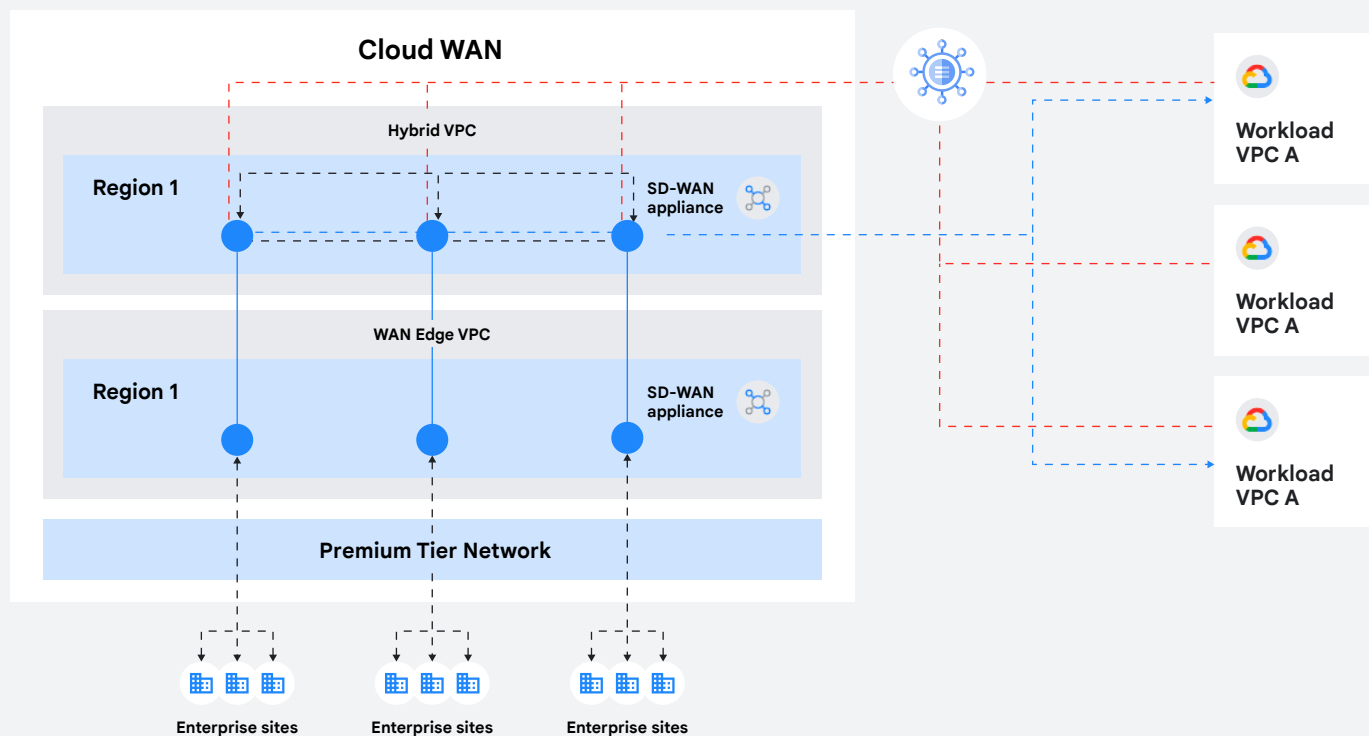 Cloud WAN
Hybrid VPC
Region 1
SD-WAN
appliance
WAN Edge VPC
Region 1
SD-WAN
appliance
Premium Tier Network
Enterprise sites
Enterprise sites
Enterprise sites
Workload
VPC A
Workload
VPC A
Workload
VPC A